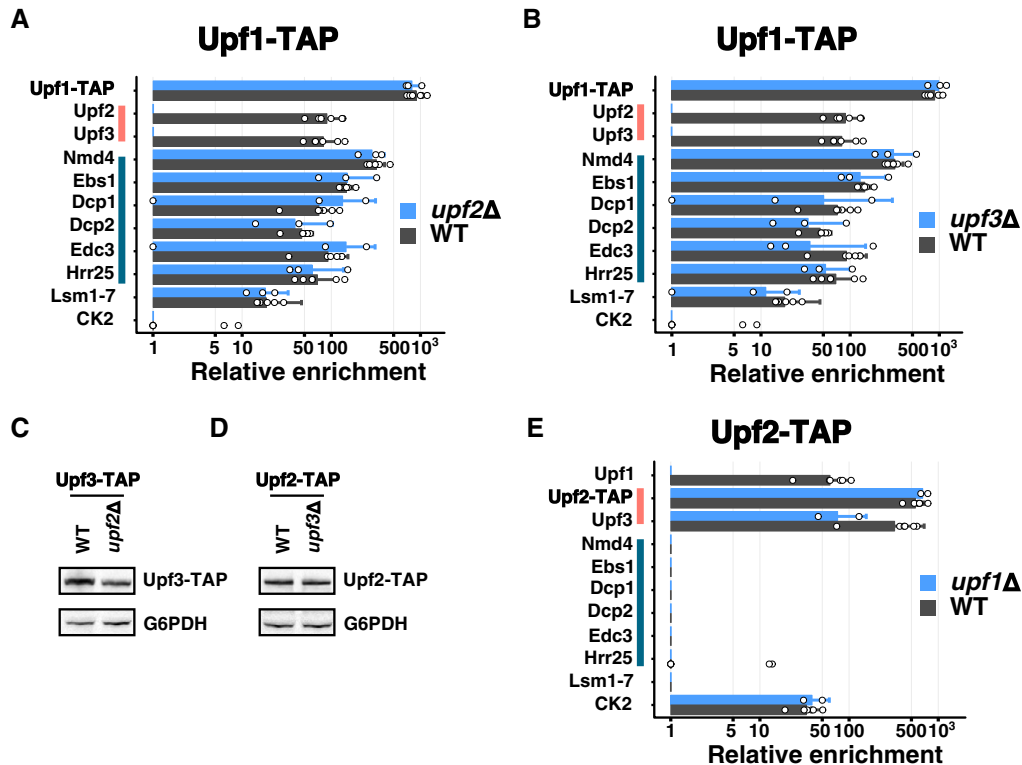 A
Upf1-TAP
Upf1-TAP
Upf2
Upf3
Nmd4
Ebs1
Dcp1
Dcp2
Edc3
Hrr25
Lsm1-7
CK2
1 5 10 50 100 500 10³
Relative enrichment
upf2Δ
WT
B
Upf1-TAP
Upf1-TAP
Upf2
Upf3
Nmd4
Ebs1
Dcp1
Dcp2
Edc3
Hrr25
Lsm1-7
CK2
1 5 10 50 100 500 10³
Relative enrichment
upf3Δ
WT
C
Upf3-TAP
WT
upf2Δ
Upf3-TAP
G6PDH
D
Upf2-TAP
WT
upf3Δ
Upf2-TAP
G6PDH
E
Upf2-TAP
Upf1
Upf2-TAP
Upf3
Nmd4
Ebs1
Dcp1
Dcp2
Edc3
Hrr25
Lsm1-7
CK2
1 5 10 50 100 500 10³
Relative enrichment
upf1Δ
WT